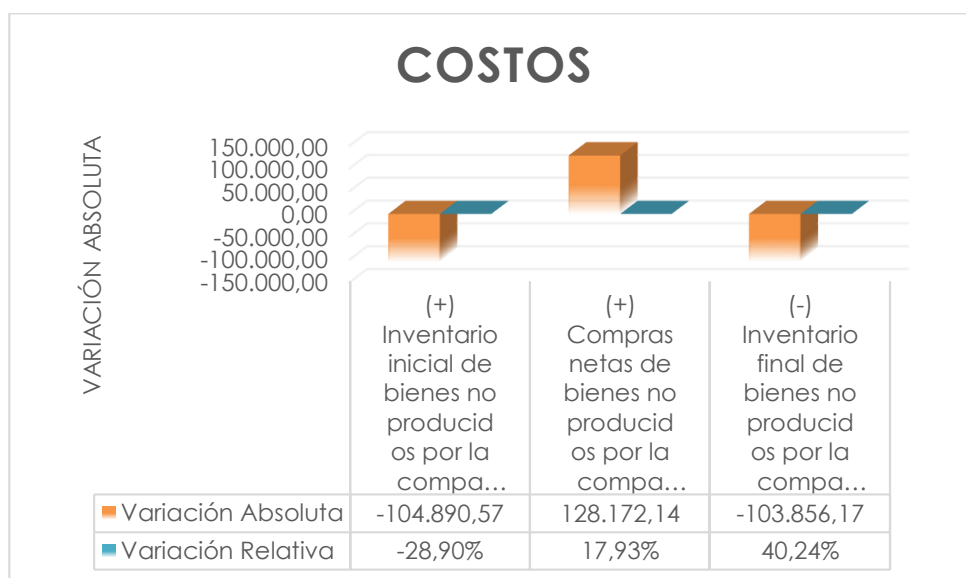 COSTOS
VARIACIÓN ABSOLUTA
150.000,00
100.000,00
50.000,00
0,00
-50.000,00
-100.000,00
-150.000,00
(+)
Inventario
inicial de
bienes no
producid
os por la
compa…
(+)
Compras
netas de
bienes no
producid
os por la
compa…
(-)
Inventario
final de
bienes no
producid
os por la
compa…
Variación Absoluta -104.890,57 128.172,14 -103.856,17
Variación Relativa -28,90% 17,93% 40,24%